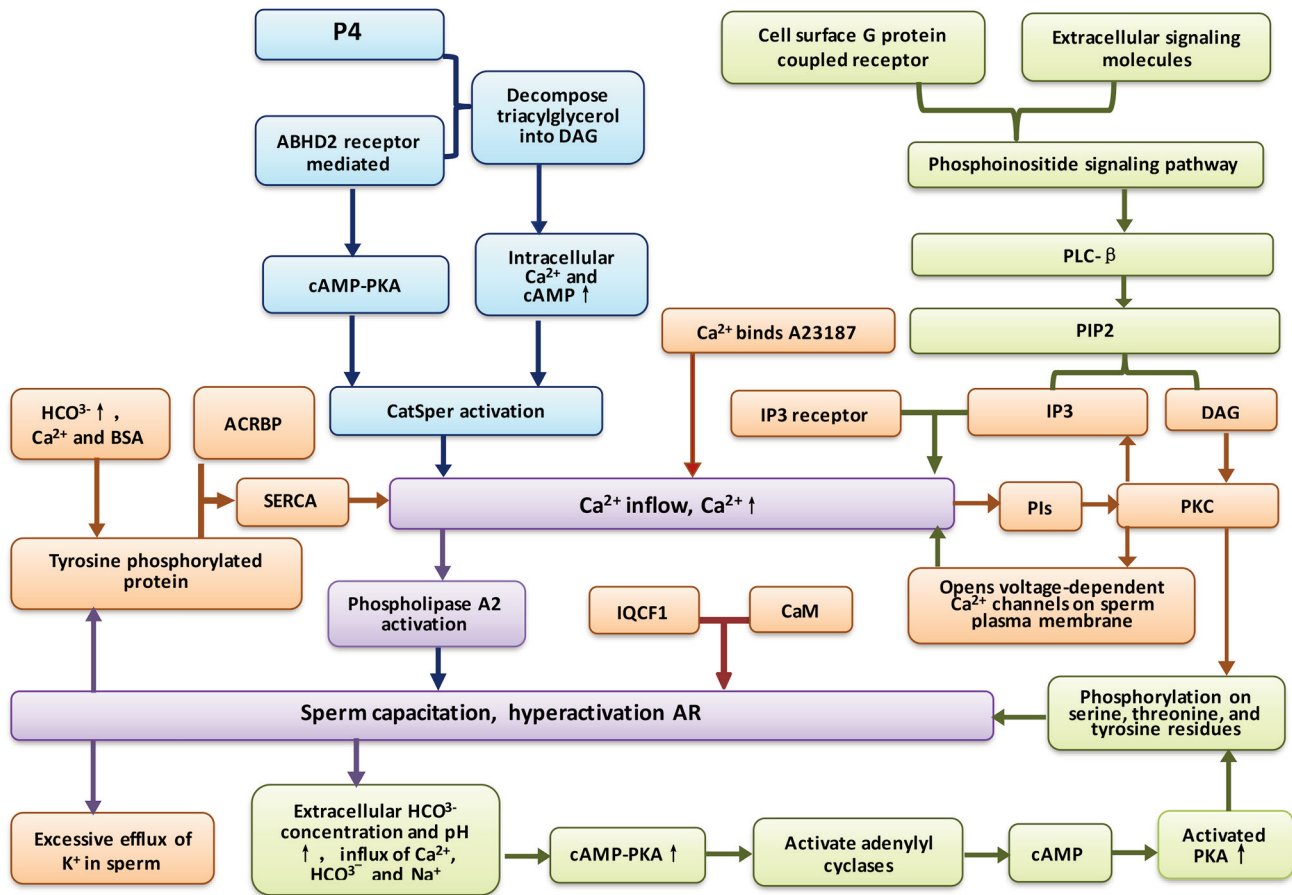 P4
Cell surface G protein
coupled receptor
Extracellular signaling
molecules
Decompose
triacylglycerol
into DAG
ABHD2 receptor
mediated
Phosphoinositide signaling pathway
cAMP-PKA
Intracellular
Ca²⁺ and
cAMP ↑
PLC-β
PIP2
Ca²⁺ binds A23187
HCO³⁻ ↑ ,
Ca²⁺ and BSA
ACRBP
CatSper activation
IP3 receptor
IP3
DAG
SERCA
Ca²⁺ inflow, Ca²⁺ ↑
PIs
PKC
Tyrosine phosphorylated
protein
Phospholipase A2
activation
IQCF1
CaM
Opens voltage-dependent
Ca²⁺ channels on sperm
plasma membrane
Sperm capacitation, hyperactivation AR
Phosphorylation on
serine, threonine, and
tyrosine residues
Excessive efflux of
K⁺ in sperm
Extracellular HCO³⁻
concentration and pH
↑ , influx of Ca²⁺,
HCO³⁻ and Na⁺
cAMP-PKA ↑
Activate adenylyl
cyclases
cAMP
Activated
PKA ↑